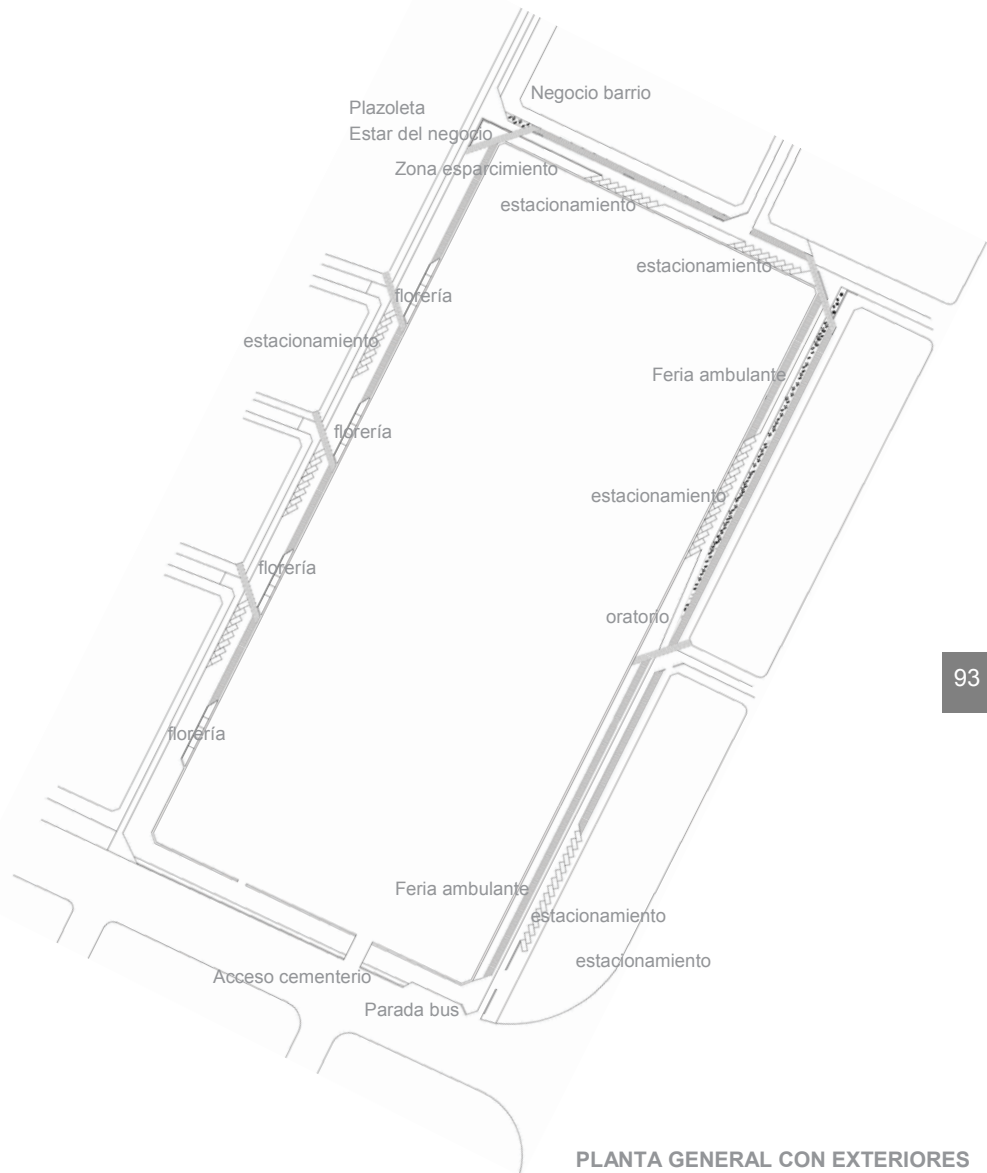 Negocio barrio
Plazoleta
Estar del negocio
Zona esparcimiento
estacionamiento
estacionamiento
florería
estacionamiento
Feria ambulante
florería
estacionamiento
florería
oratorio
93
florería
Feria ambulante
estacionamiento
estacionamiento
Acceso cementerio
Parada bus
PLANTA GENERAL CON EXTERIORES